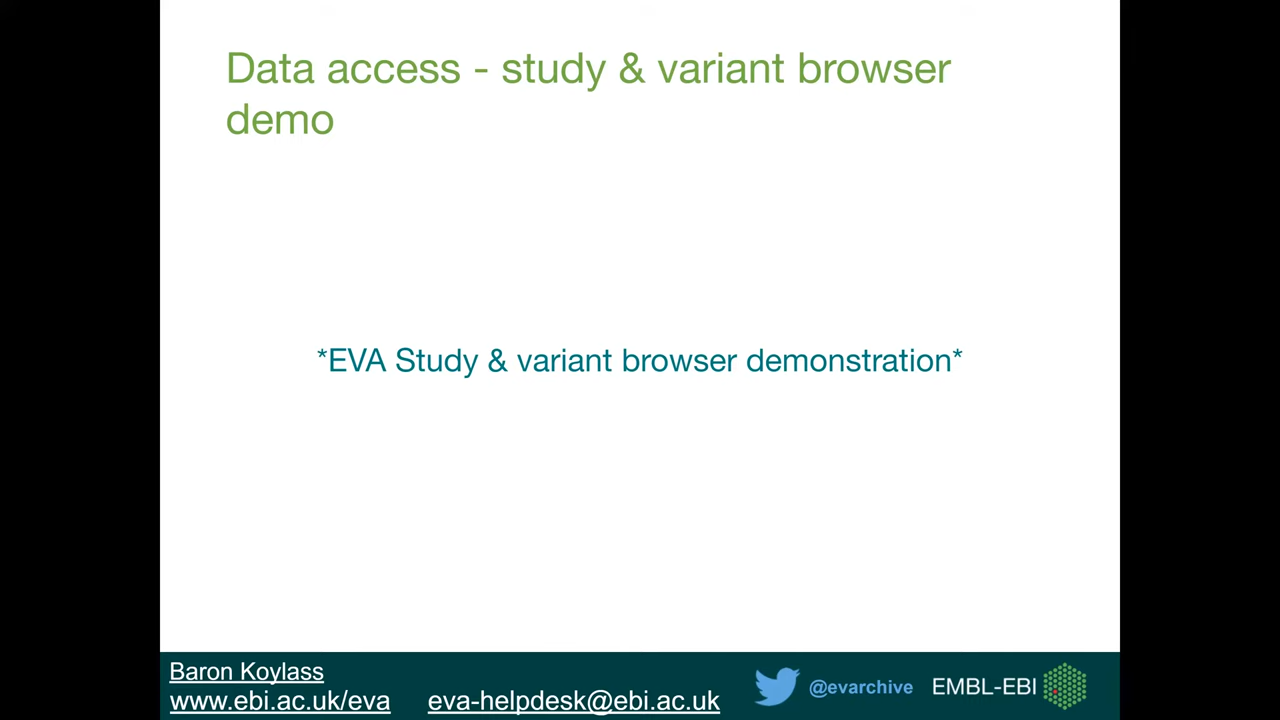 Data access - study & variant browser
demo
*EVA Study & variant browser demonstration*
Baron Koylass
www.ebi.ac.uk/eva eva-helpdesk@ebi.ac.uk
@evarchive EMBL-EBI